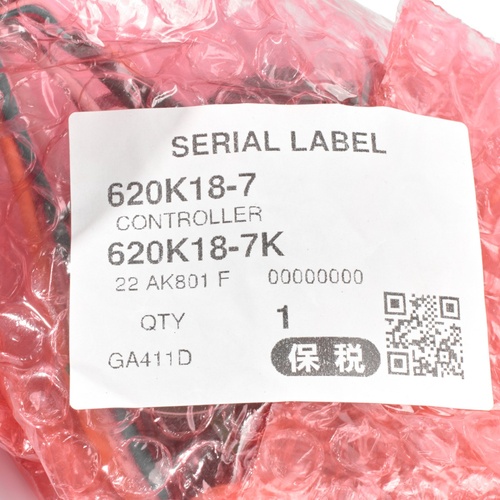 SERIAL LABEL
620K18-7
CONTROLLER
620K18-7K
22 AK801 F 00000000
QTY 1
GA411D 保税